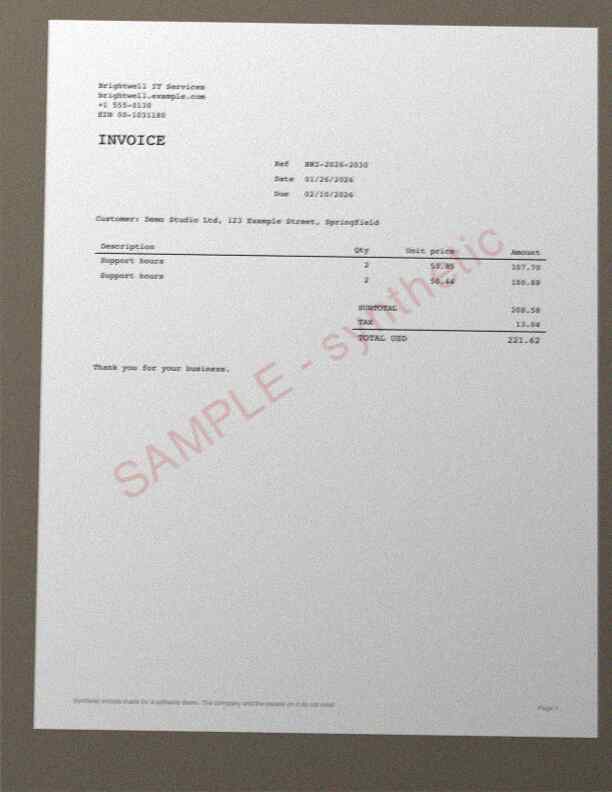 Brightwell IT Services
brightwell.example.com
+1 555-0130
EIN 00-1031180
INVOICE
Ref
Date 01/26/2026
Due 02/10/2026
Customer: Demo Studio Ltd, 123 Example Street, Springfield
Description Qty Unit price Amount
Support hours 2 53.85 107.70
Support hours 2 50.44 100.88
SUBTOTAL 208.58
TAX 13.04
TOTAL USD 221.62
Thank you for your business.
SAMPLE - synthetic
Page 1